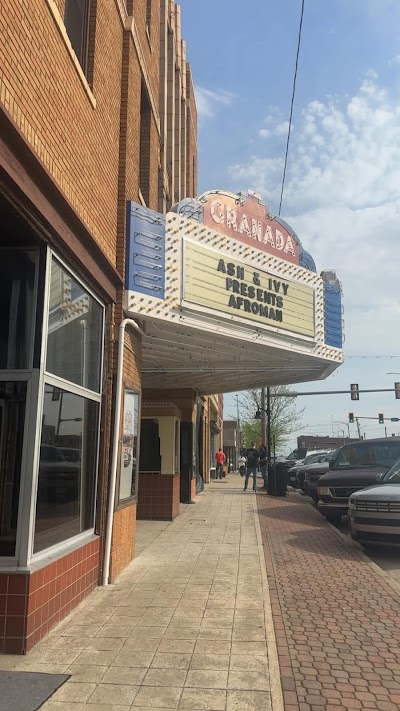 GRANADA
ASH & IVY
PRESENTS
AFROMAN